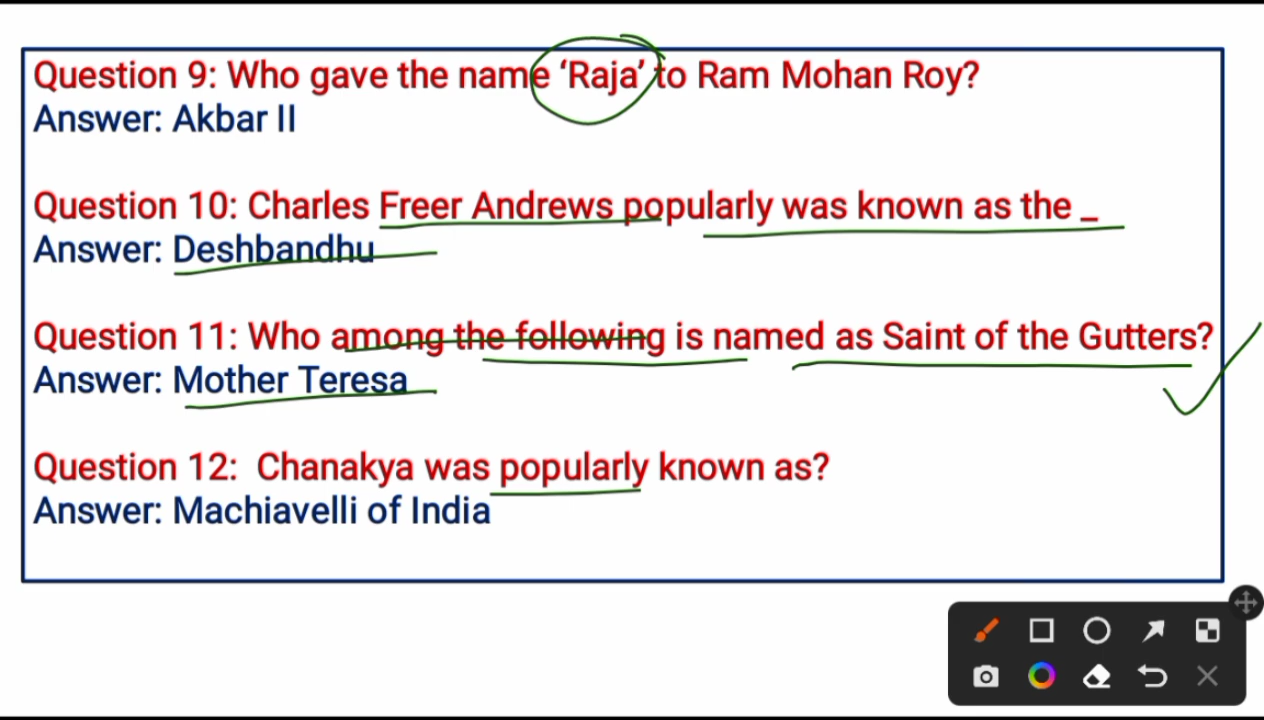 Question 9: Who gave the name ‘Raja’ to Ram Mohan Roy?
Answer: Akbar II
Question 10: Charles Freer Andrews popularly was known as the _
Answer: Deshbandhu
Question 11: Who among the following is named as Saint of the Gutters?
Answer: Mother Teresa
Question 12:  Chanakya was popularly known as?
Answer: Machiavelli of India